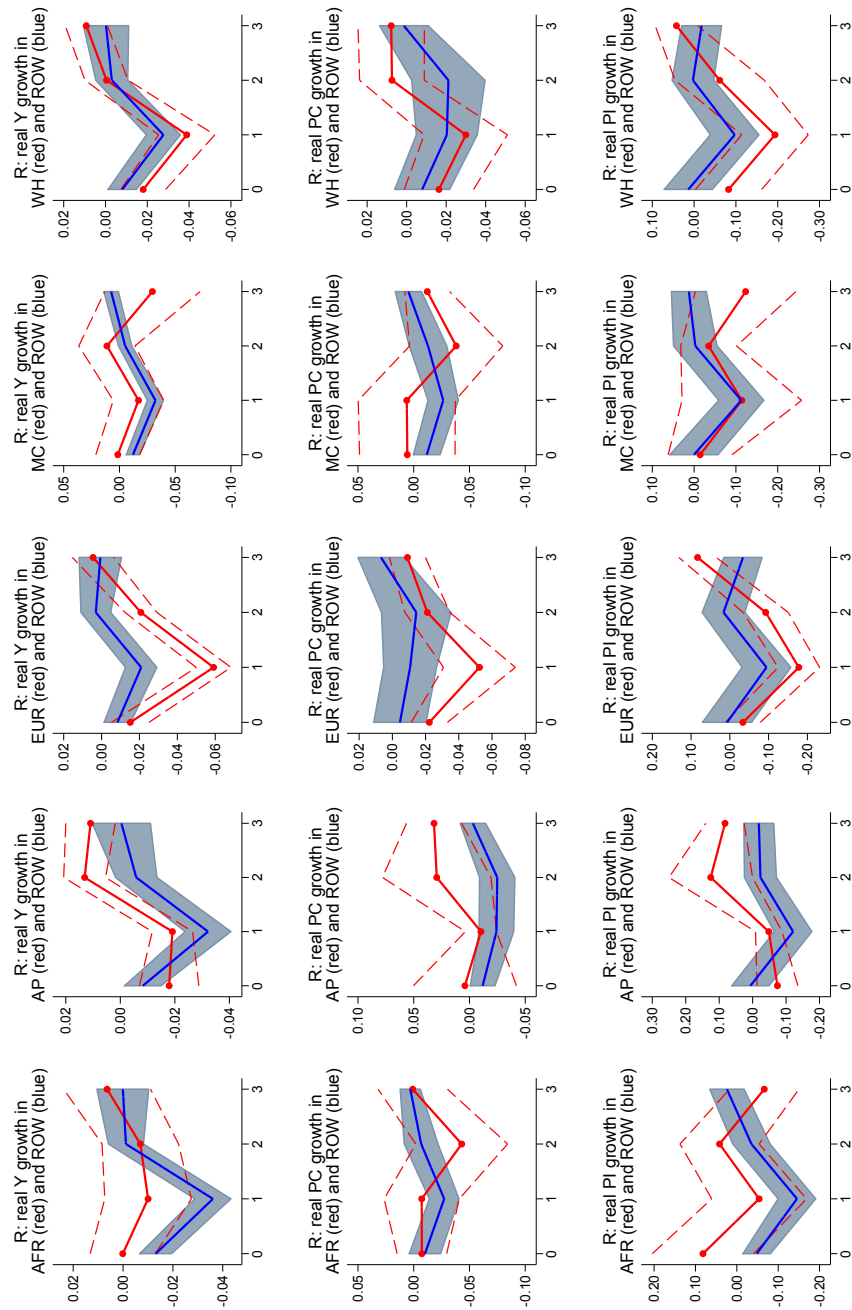 R: real Y growth in
AFR (red) and ROW (blue)
0.02
0.00
-0.02
-0.04
0 1 2 3
R: real Y growth in
AP (red) and ROW (blue)
0.02
0.00
-0.02
-0.04
0 1 2 3
R: real Y growth in
EUR (red) and ROW (blue)
0.02
0.00
-0.02
-0.04
-0.06
0 1 2 3
R: real Y growth in
MC (red) and ROW (blue)
0.05
0.00
-0.05
-0.10
0 1 2 3
R: real Y growth in
WH (red) and ROW (blue)
0.02
0.00
-0.02
-0.04
-0.06
0 1 2 3
R: real PC growth in
AFR (red) and ROW (blue)
0.05
0.00
-0.05
-0.10
0 1 2 3
R: real PC growth in
AP (red) and ROW (blue)
0.10
0.05
0.00
-0.05
0 1 2 3
R: real PC growth in
EUR (red) and ROW (blue)
0.02
0.00
-0.02
-0.04
-0.06
-0.08
0 1 2 3
R: real PC growth in
MC (red) and ROW (blue)
0.05
0.00
-0.05
-0.10
0 1 2 3
R: real PC growth in
WH (red) and ROW (blue)
0.02
0.00
-0.02
-0.04
-0.06
0 1 2 3
R: real PI growth in
AFR (red) and ROW (blue)
0.20
0.10
0.00
-0.10
-0.20
0 1 2 3
R: real PI growth in
AP (red) and ROW (blue)
0.30
0.20
0.10
0.00
-0.10
-0.20
0 1 2 3
R: real PI growth in
EUR (red) and ROW (blue)
0.20
0.10
0.00
-0.10
-0.20
0 1 2 3
R: real PI growth in
MC (red) and ROW (blue)
0.10
0.00
-0.10
-0.20
-0.30
0 1 2 3
R: real PI growth in
WH (red) and ROW (blue)
0.10
0.00
-0.10
-0.20
-0.30
0 1 2 3